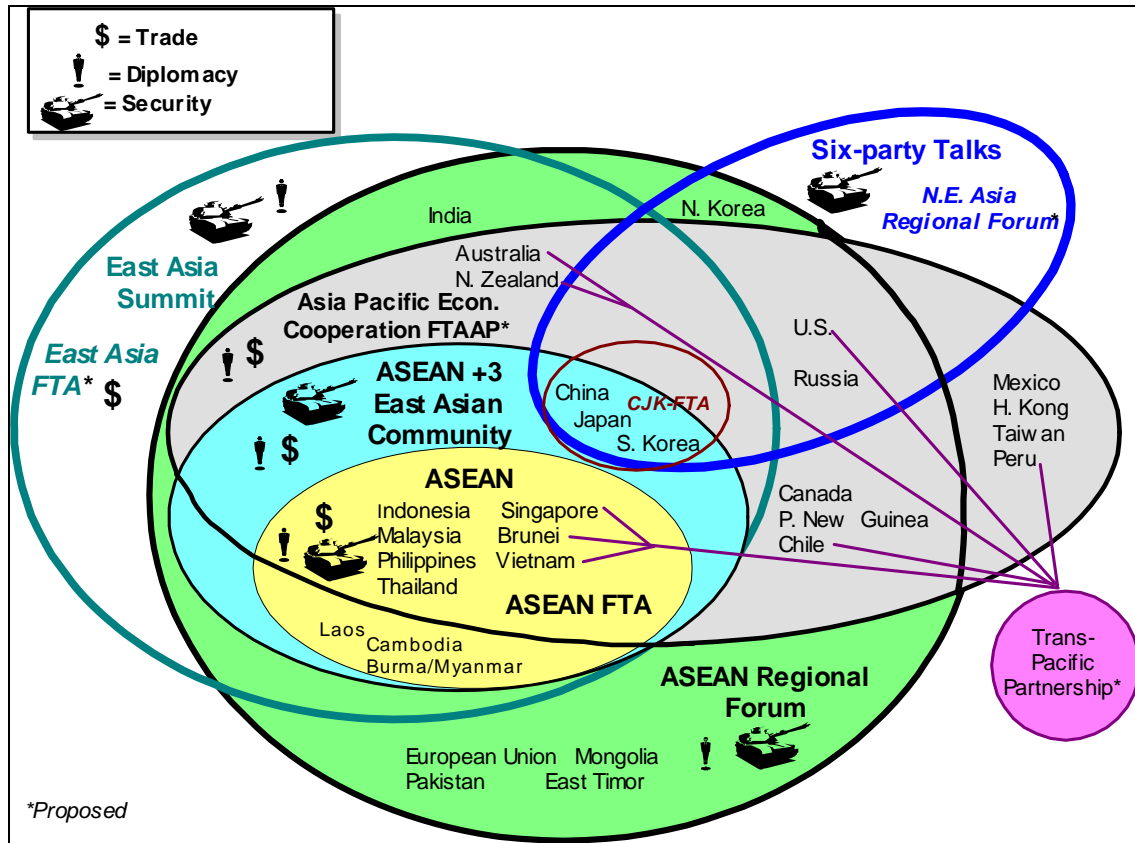 $ = Trade
= Diplomacy
= Security
Six-party Talks
N.E. Asia
Regional Forum*
N. Korea
India
Australia
N. Zealand
East Asia
Summit
East Asia
FTA* $
Asia Pacific Econ.
Cooperation FTAAP*
$
U.S.
Russia
Mexico
H. Kong
Taiwan
Peru
ASEAN +3
East Asian
Community
$
China
CJK-FTA
Japan
S. Korea
ASEAN
$
Indonesia Singapore
Malaysia Brunei
Philippines Vietnam
Thailand
ASEAN FTA
Canada
P. New Guinea
Chile
Laos
Cambodia
Burma/Myanmar
Trans-
Pacific
Partnership*
ASEAN Regional
Forum
European Union Mongolia
Pakistan East Timor
*Proposed